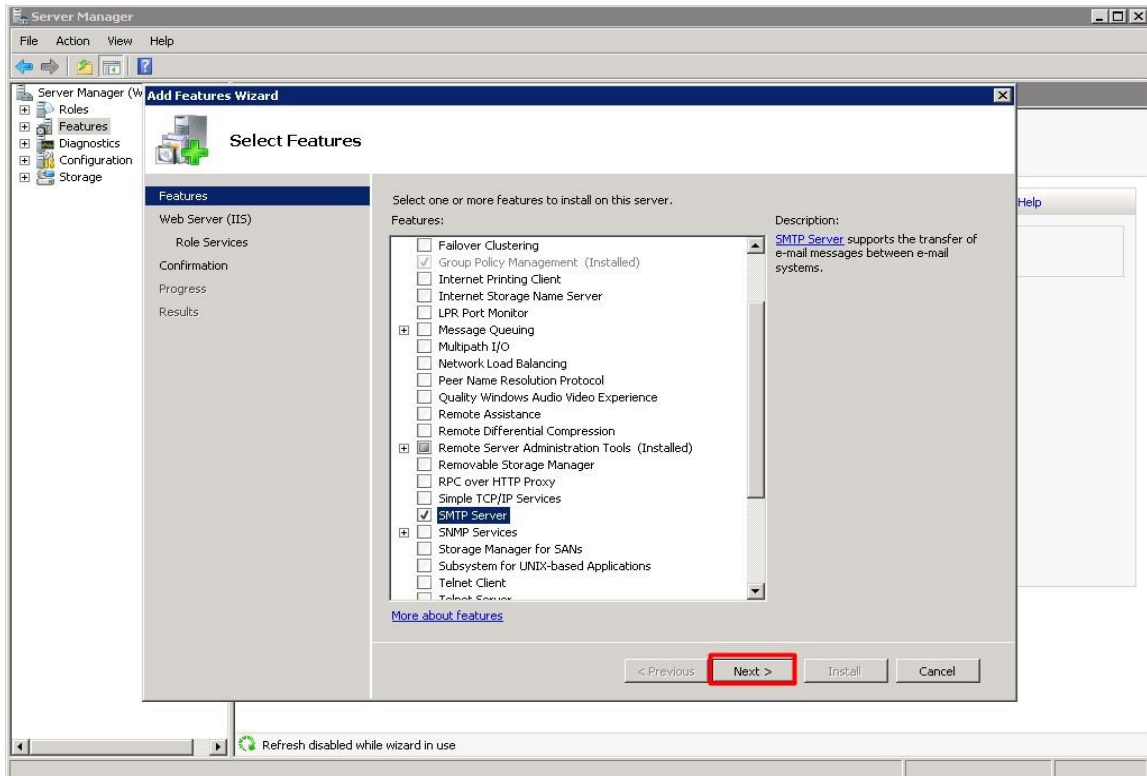 Server Manager
File Action View Help
Server Manager (W
Roles
Features
Diagnostics
Configuration
Storage
Help
Add Features Wizard
Select Features
Features
Web Server (IIS)
Role Services
Confirmation
Progress
Results
Select one or more features to install on this server.
Features:
Failover Clustering
Group Policy Management (Installed)
Internet Printing Client
Internet Storage Name Server
LPR Port Monitor
Message Queuing
Multipath I/O
Network Load Balancing
Peer Name Resolution Protocol
Quality Windows Audio Video Experience
Remote Assistance
Remote Differential Compression
Remote Server Administration Tools (Installed)
Removable Storage Manager
RPC over HTTP Proxy
Simple TCP/IP Services
SMTP Server
SNMP Services
Storage Manager for SANs
Subsystem for UNIX-based Applications
Telnet Client
Telnet Server
Description:
SMTP Server supports the transfer of
e-mail messages between e-mail
systems.
More about features
< Previous Next > Install Cancel
Refresh disabled while wizard in use